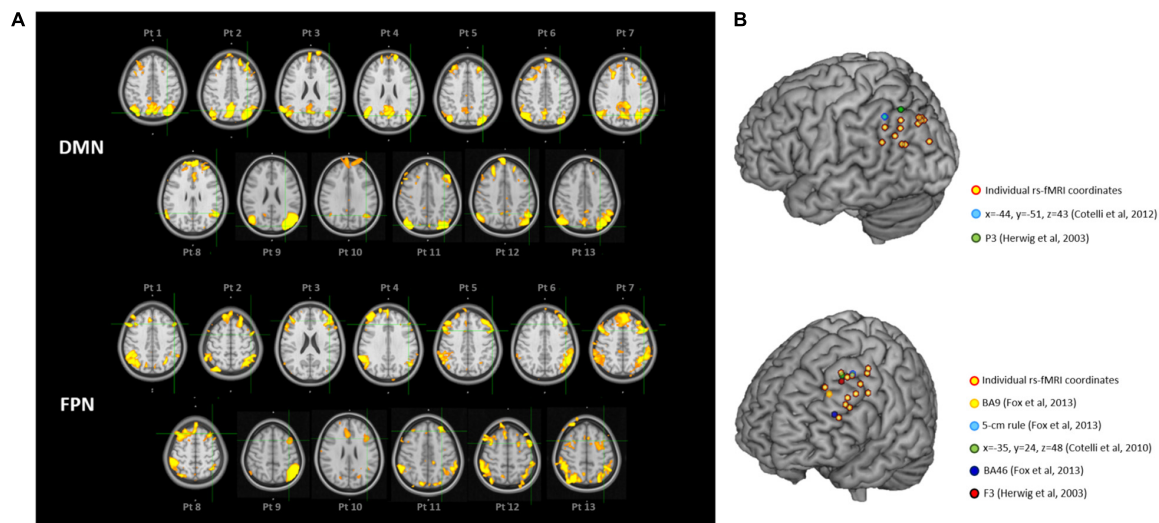 A
B
Pt 1 Pt 2 Pt 3 Pt 4 Pt 5 Pt 6 Pt 7
DMN
Pt 8 Pt 9 Pt 10 Pt 11 Pt 12 Pt 13
Pt 1 Pt 2 Pt 3 Pt 4 Pt 5 Pt 6 Pt 7
FPN
Pt 8 Pt 9 Pt 10 Pt 11 Pt 12 Pt 13
Individual rs-fMRI coordinates
x=-44, y=-51, z=43 (Cotelli et al, 2012)
P3 (Herwig et al, 2003)
Individual rs-fMRI coordinates
BA9 (Fox et al, 2013)
5-cm rule (Fox et al, 2013)
x=-35, y=24, z=48 (Cotelli et al, 2010)
BA46 (Fox et al, 2013)
F3 (Herwig et al, 2003)